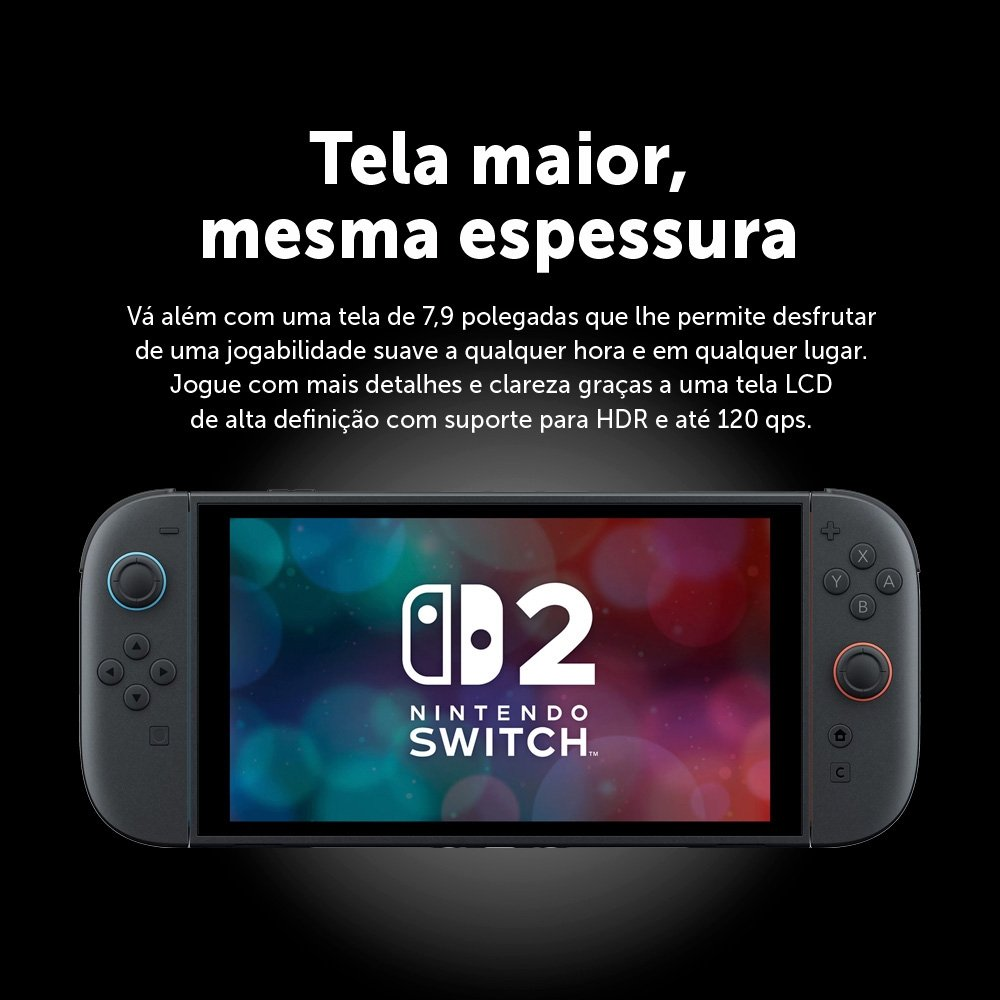 Tela maior,
mesma espessura
Vá além com uma tela de 7,9 polegadas que lhe permite desfrutar
de uma jogabilidade suave a qualquer hora e em qualquer lugar.
Jogue com mais detalhes e clareza graças a uma tela LCD
de alta definição com suporte para HDR e até 120 qps.
X
Y A
B
2
NINTENDO
SWITCH™
C